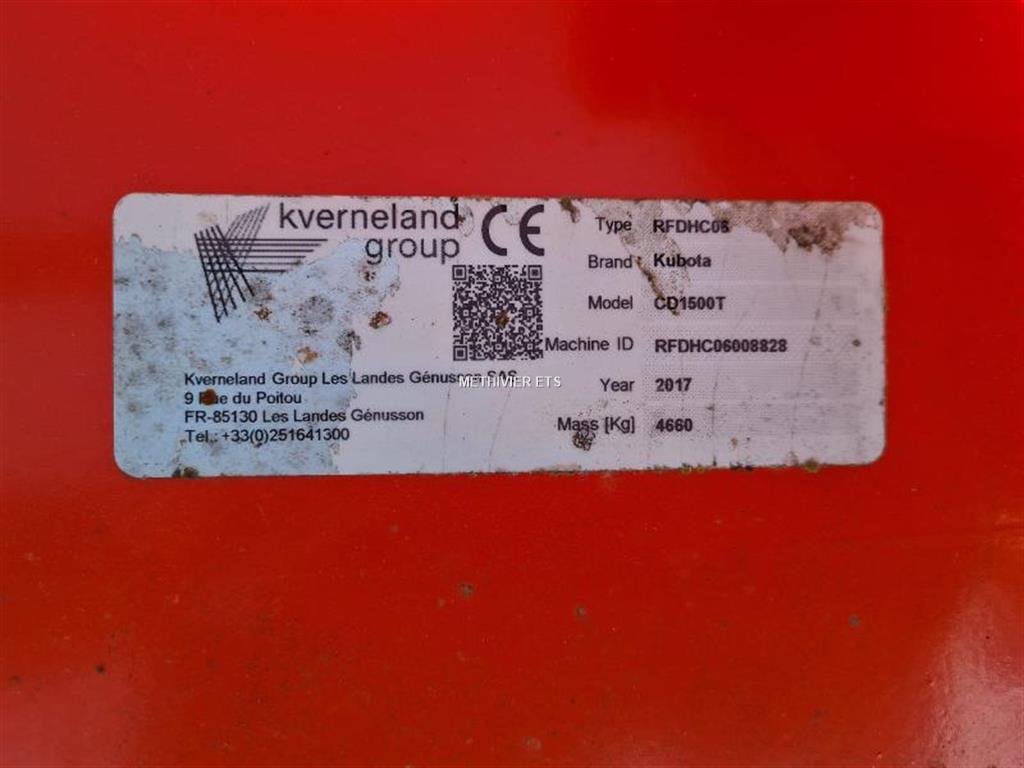 kverneland
group
CE
Type RFDHC06
Brand Kubota
Model CD1500T
Machine ID RFDHC06008828
Year 2017
Mass [Kg] 4660
Kverneland Group Les Landes Génusson SAS
9 Rue du Poitou
FR-85130 Les Landes Génusson
Tel.: +33(0)251641300
METHIVIER ETS